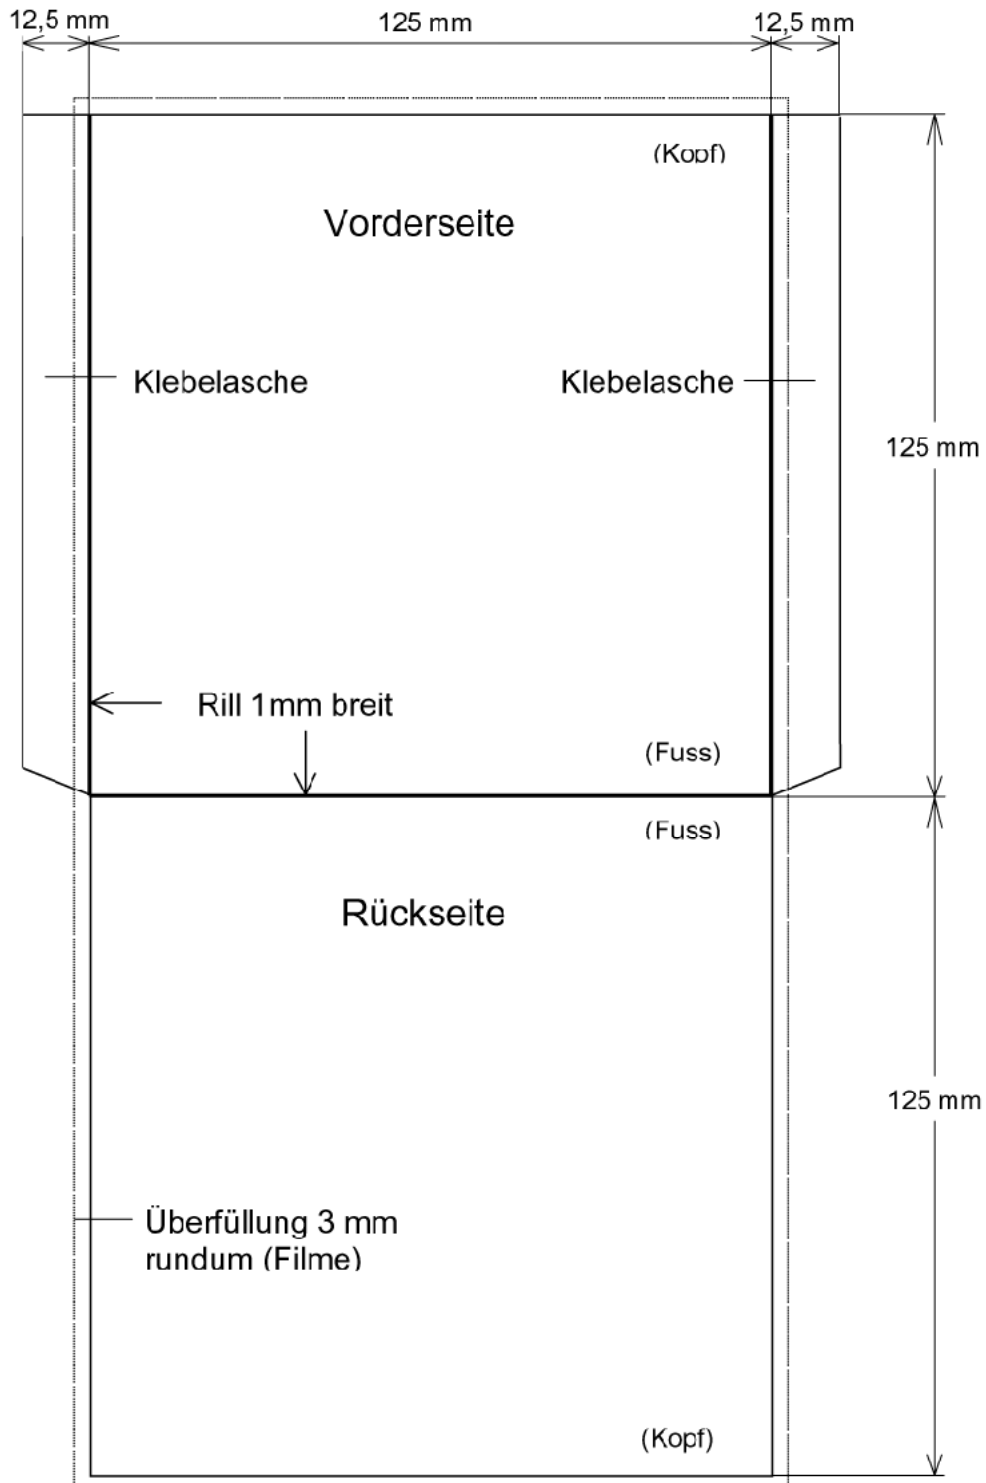 12,5 mm
125 mm
12,5 mm
(Kopf)
Vorderseite
Klebelasche
Klebelasche
125 mm
Rill 1mm breit
(Fuss)
(Fuss)
Rückseite
125 mm
Überfüllung 3 mm
rundum (Filme)
(Kopf)